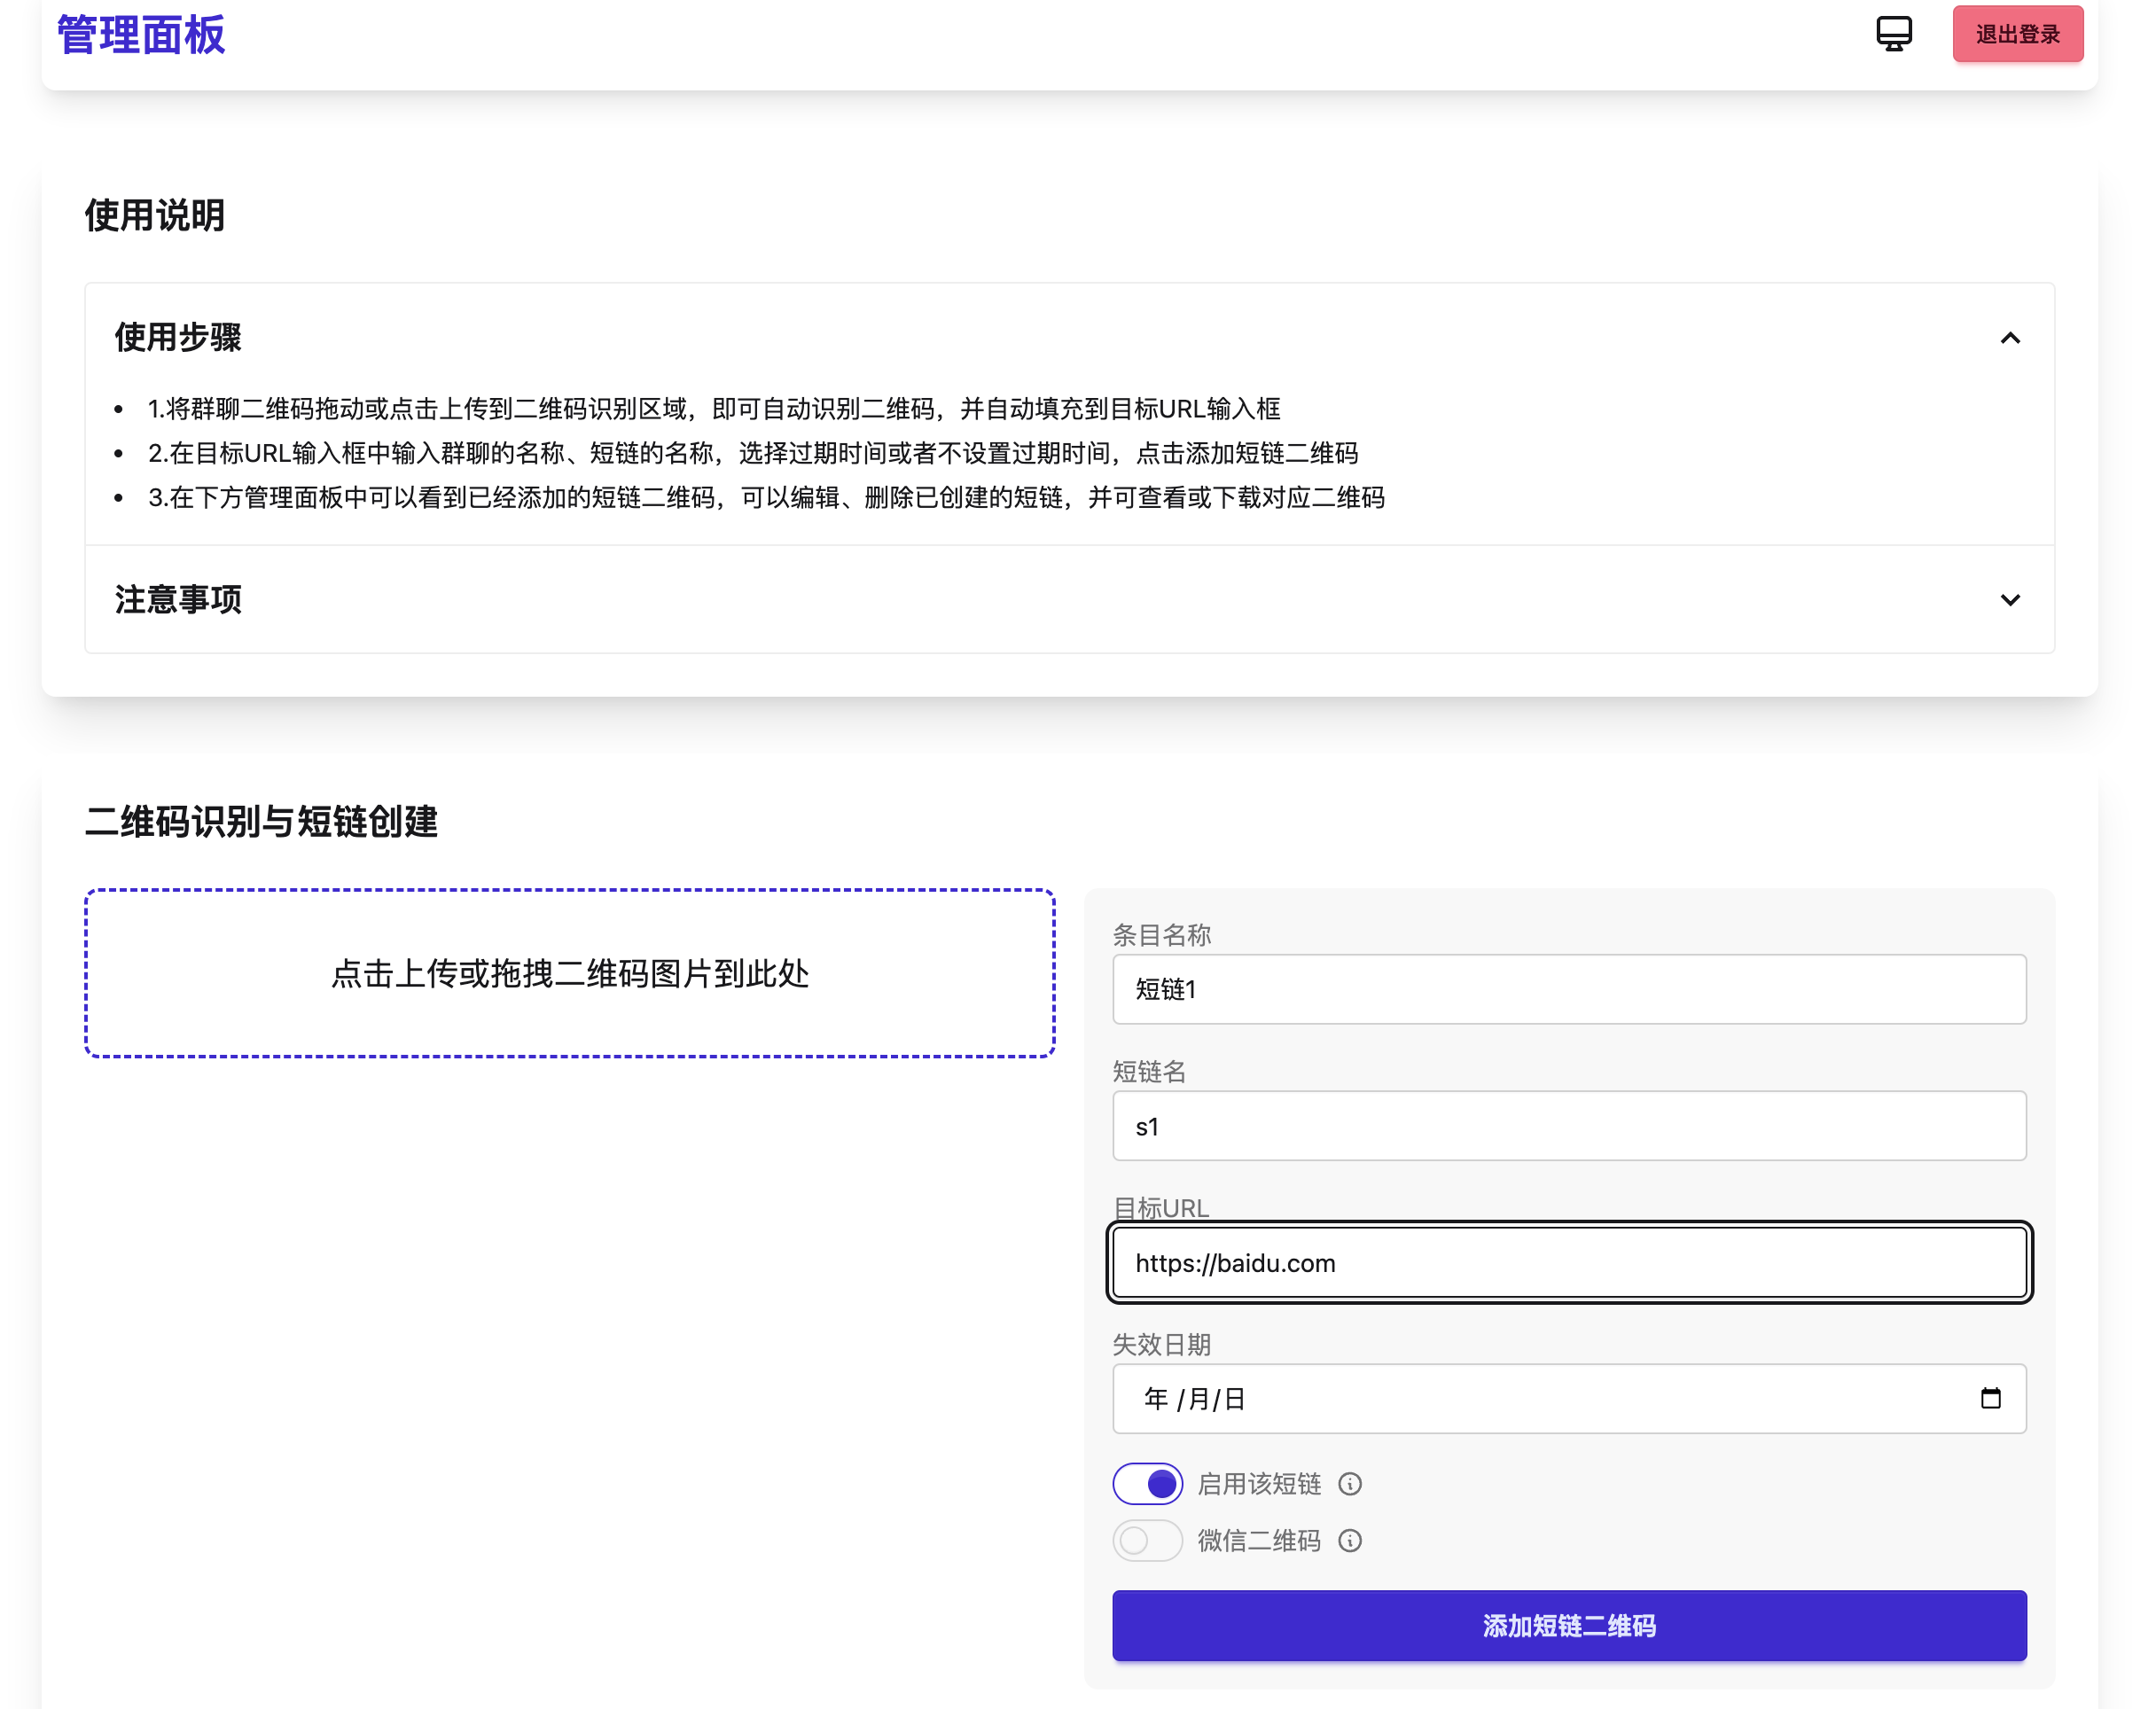 管理面板
退出登录
使用说明
使用步骤
1.将群聊二维码拖动或点击上传到二维码识别区域，即可自动识别二维码，并自动填充到目标URL输入框
2.在目标URL输入框中输入群聊的名称、短链的名称，选择过期时间或者不设置过期时间，点击添加短链二维码
3.在下方管理面板中可以看到已经添加的短链二维码，可以编辑、删除已创建的短链，并可查看或下载对应二维码
注意事项
二维码识别与短链创建
点击上传或拖拽二维码图片到此处
条目名称
短链1
短链名
s1
目标URL
https://baidu.com
失效日期
年 /月/日
启用该短链
微信二维码
添加短链二维码